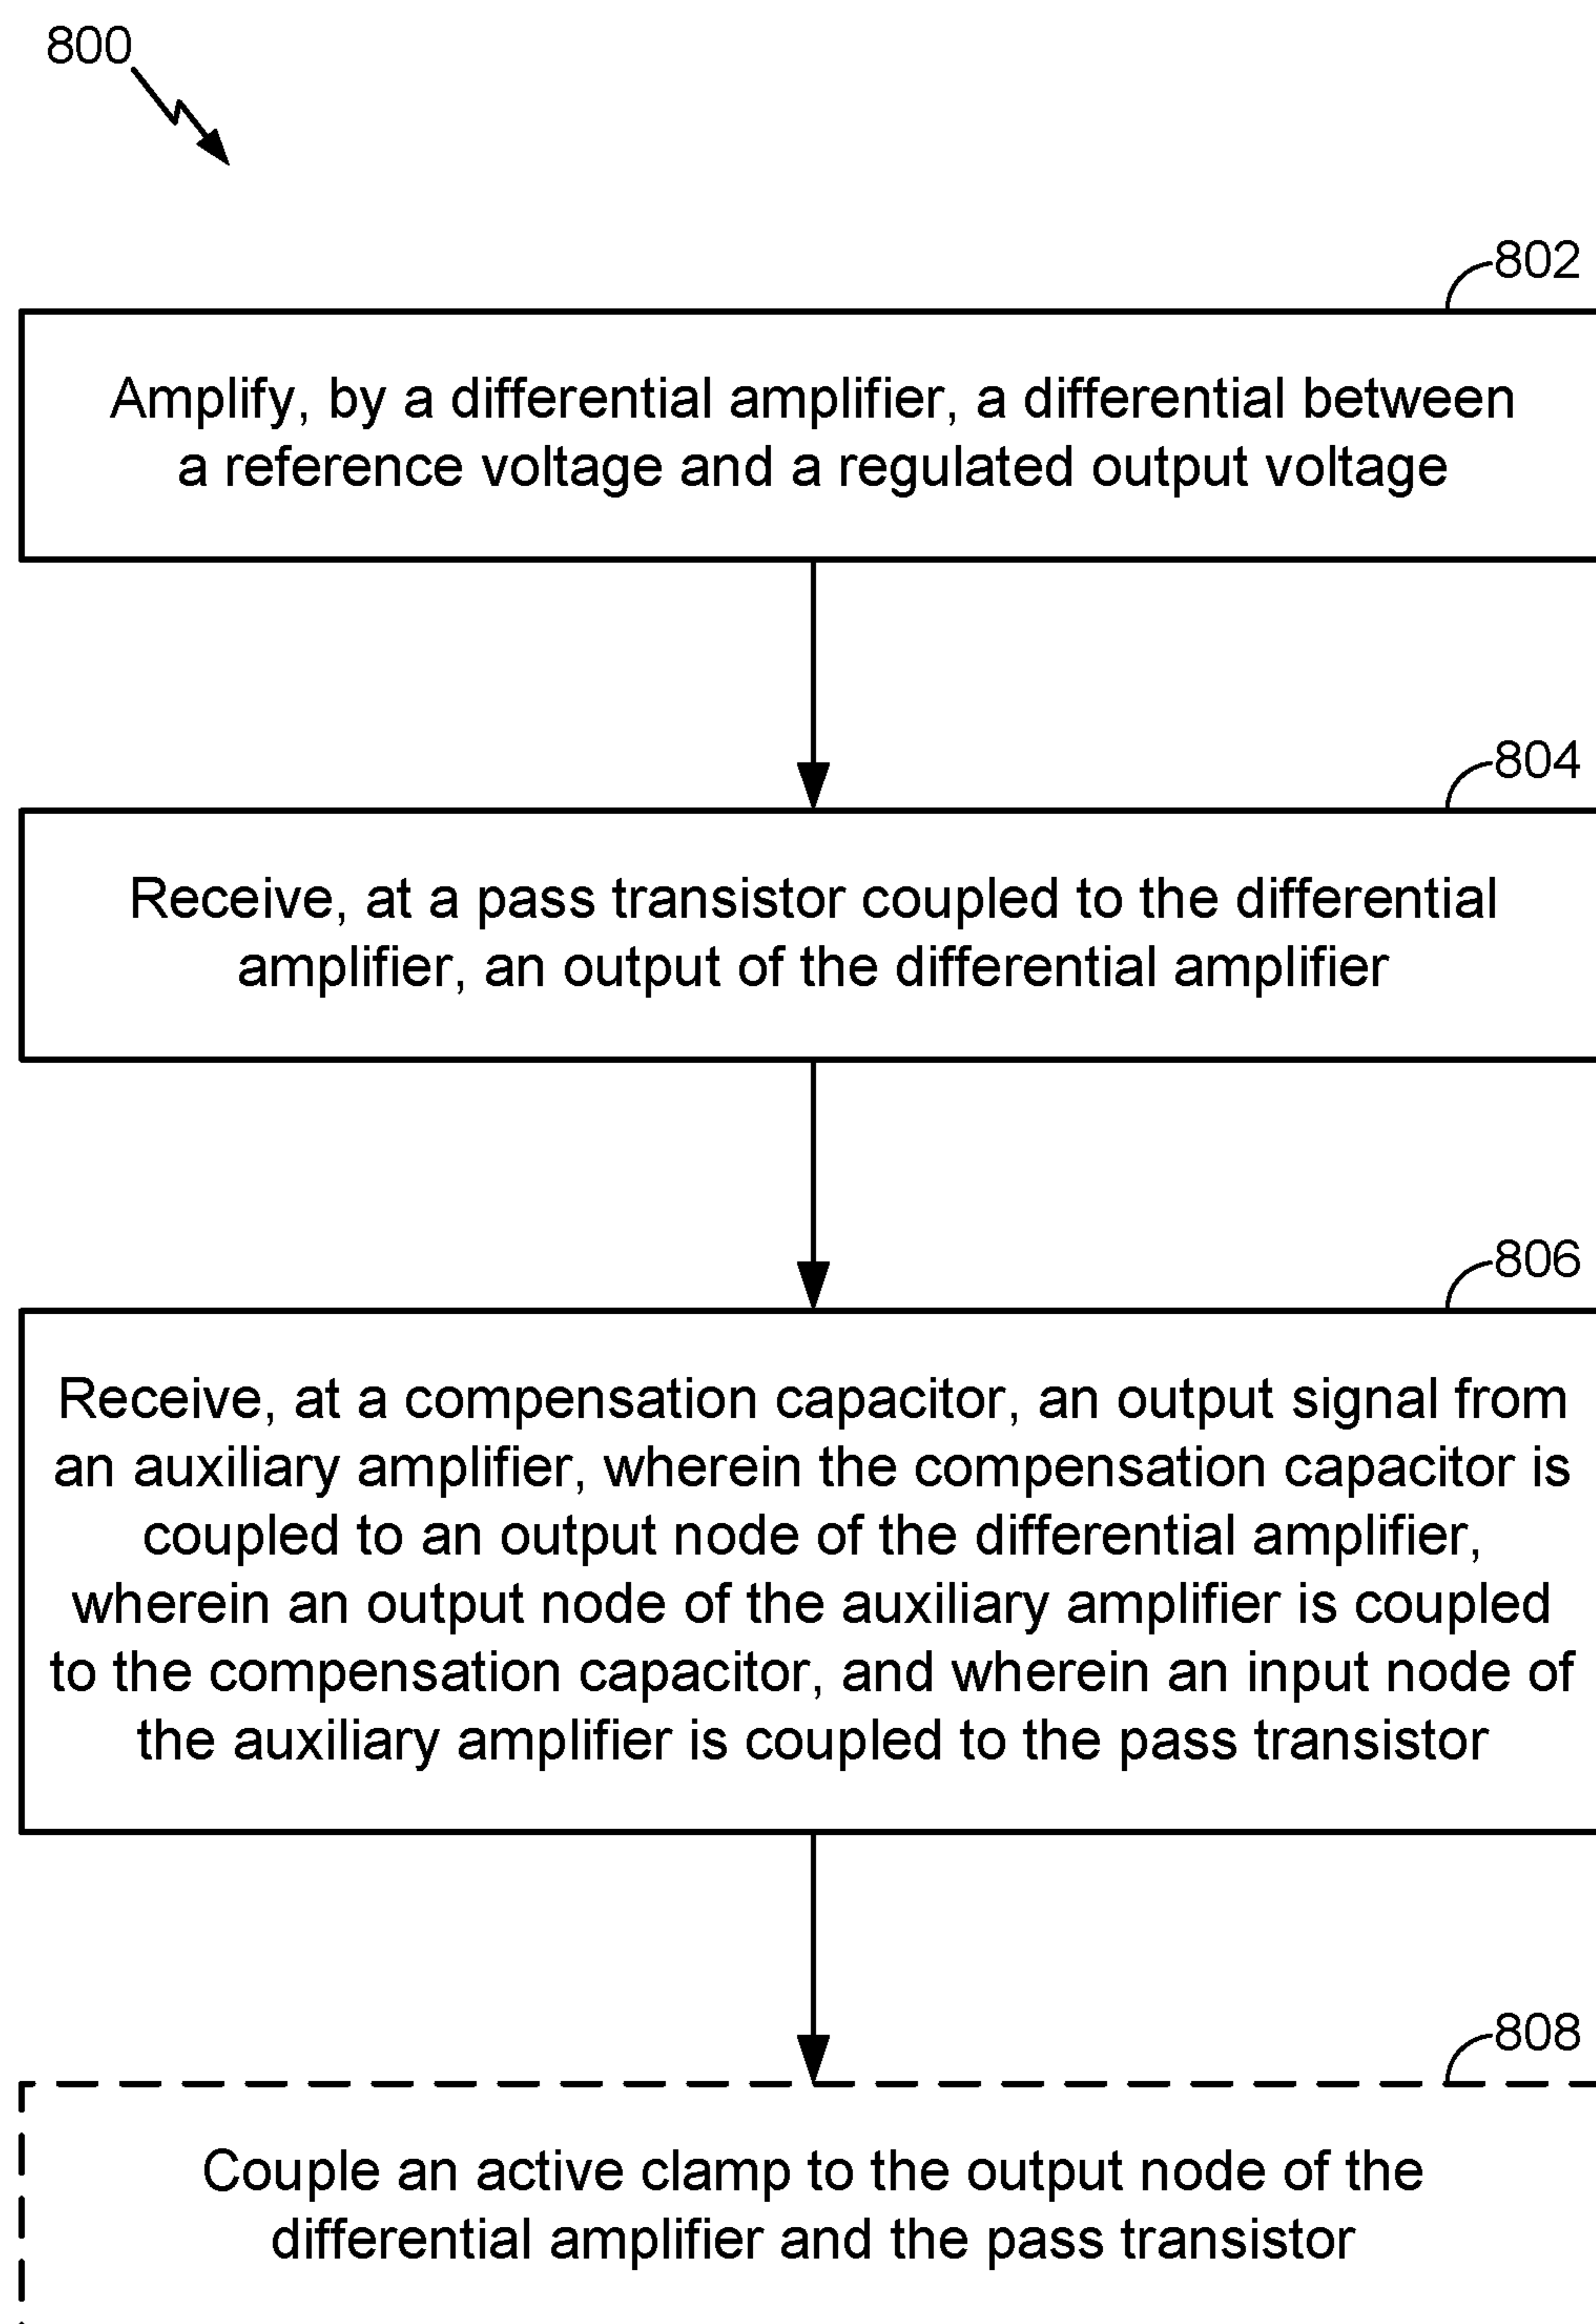 800
802
Amplify, by a differential amplifier, a differential between
a reference voltage and a regulated output voltage
804
Receive, at a pass transistor coupled to the differential
amplifier, an output of the differential amplifier
806
Receive, at a compensation capacitor, an output signal from
an auxiliary amplifier, wherein the compensation capacitor is
coupled to an output node of the differential amplifier,
wherein an output node of the auxiliary amplifier is coupled
to the compensation capacitor, and wherein an input node of
the auxiliary amplifier is coupled to the pass transistor
808
Couple an active clamp to the output node of the
differential amplifier and the pass transistor